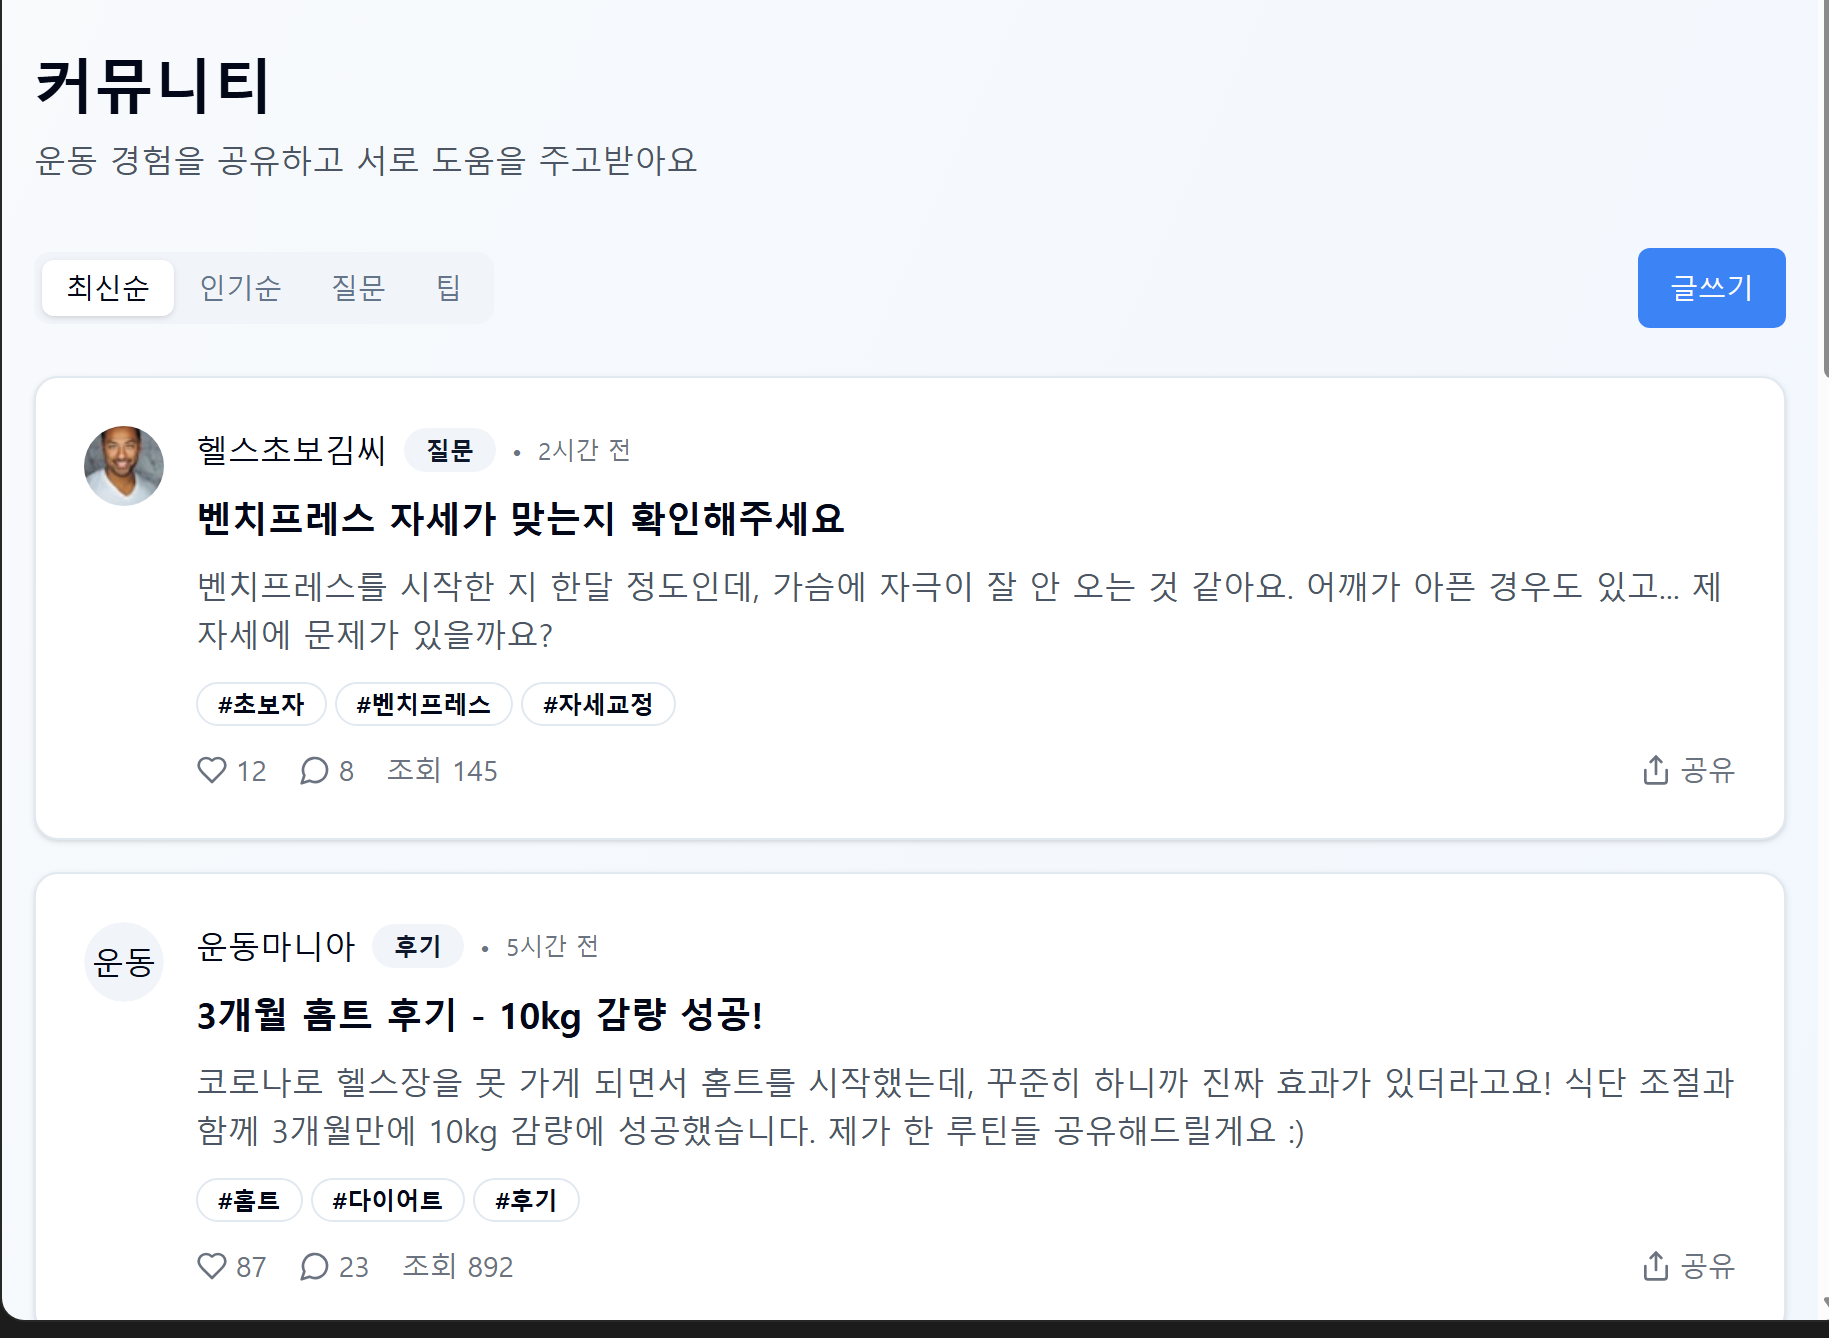 커뮤니티
운동 경험을 공유하고 서로 도움을 주고받아요
최신순 인기순 질문 팁 글쓰기
헬스초보김씨 질문 • 2시간 전
벤치프레스 자세가 맞는지 확인해주세요
벤치프레스를 시작한 지 한달 정도인데, 가슴에 자극이 잘 안 오는 것 같아요. 어깨가 아픈 경우도 있고... 제
자세에 문제가 있을까요?
#초보자 #벤치프레스 #자세교정
12 8 조회 145 공유
운동 운동마니아 후기 • 5시간 전
3개월 홈트 후기 - 10kg 감량 성공!
코로나로 헬스장을 못 가게 되면서 홈트를 시작했는데, 꾸준히 하니까 진짜 효과가 있더라고요! 식단 조절과
함께 3개월만에 10kg 감량에 성공했습니다. 제가 한 루틴들 공유해드릴게요 :)
#홈트 #다이어트 #후기
87 23 조회 892 공유